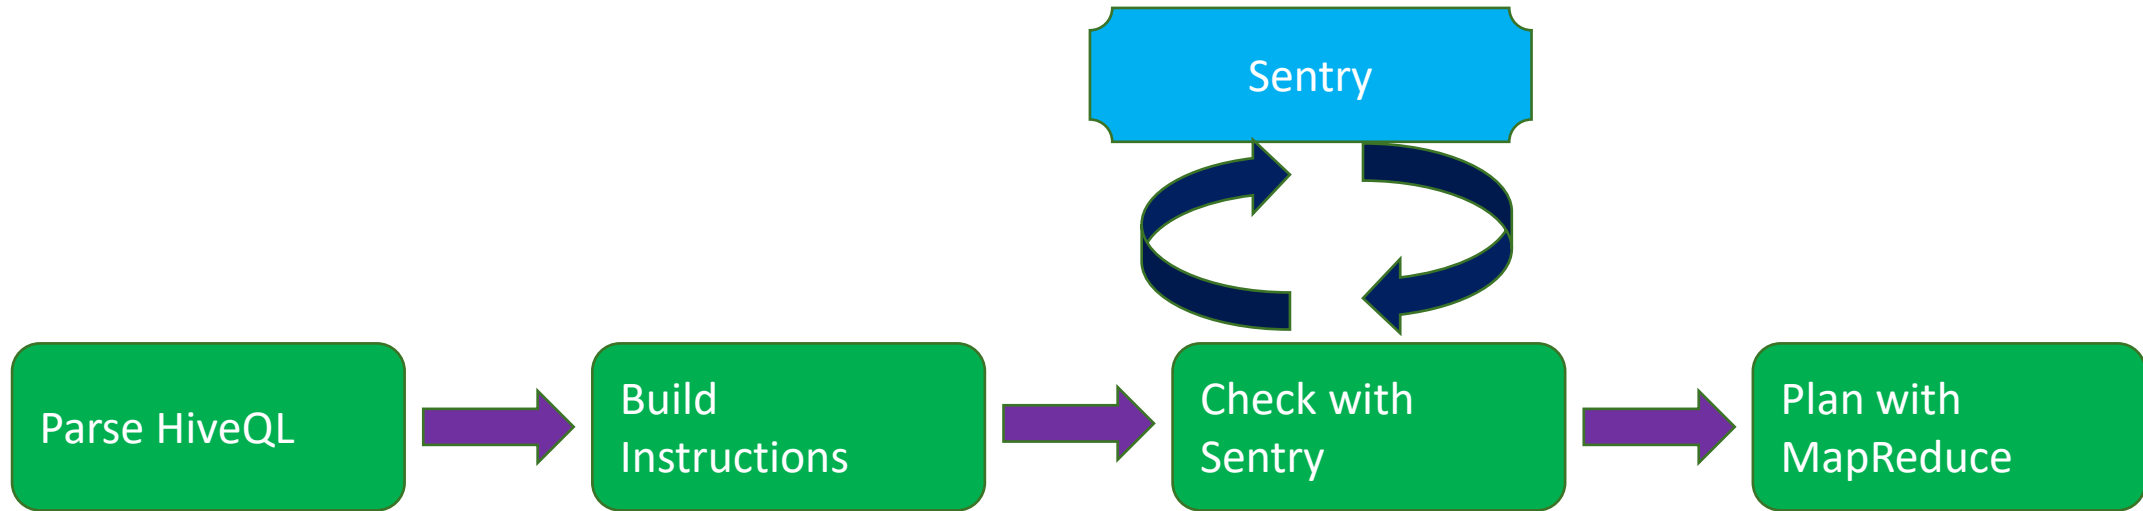 Sentry
Parse HiveQL
Build
Instructions
Check with
Sentry
Plan with
MapReduce